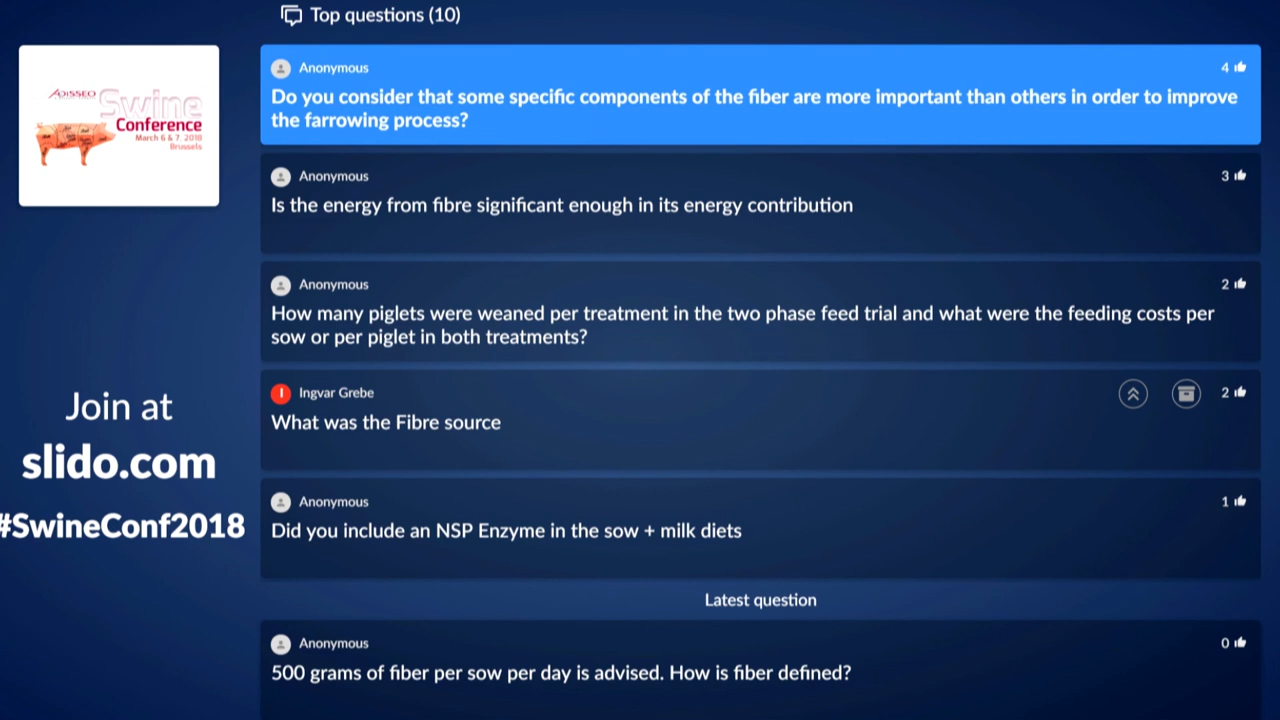 Top questions (10)
ADISSEO
Swine
Conference
March 6 & 7, 2018
Brussels
Join at
slido.com
#SwineConf2018
Anonymous
4
Do you consider that some specific components of the fiber are more important than others in order to improve
the farrowing process?
Anonymous
3
Is the energy from fibre significant enough in its energy contribution
Anonymous
2
How many piglets were weaned per treatment in the two phase feed trial and what were the feeding costs per
sow or per piglet in both treatments?
I
Ingvar Grebe
2
What was the Fibre source
Anonymous
1
Did you include an NSP Enzyme in the sow + milk diets
Latest question
Anonymous
0
500 grams of fiber per sow per day is advised. How is fiber defined?